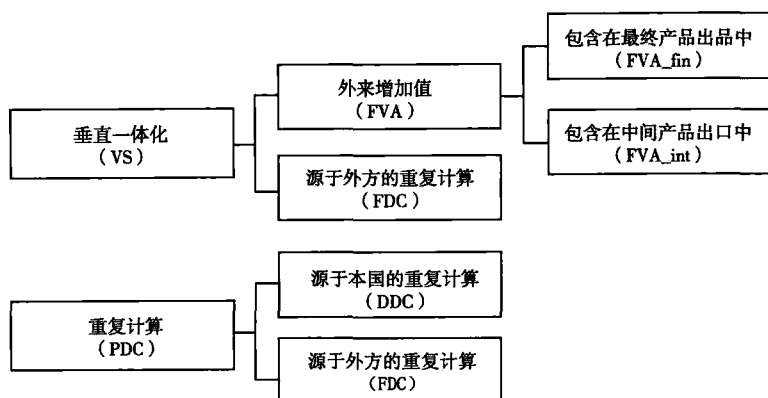 包含在最终产品出品中
(FVA_fin)
外来增加值
(FVA)
垂直一体化
(VS)
包含在中间产品出口中
(FVA_int)
源于外方的重复计算
(FDC)
源于本国的重复计算
(DDC)
重复计算
(PDC)
源于外方的重复计算
(FDC)